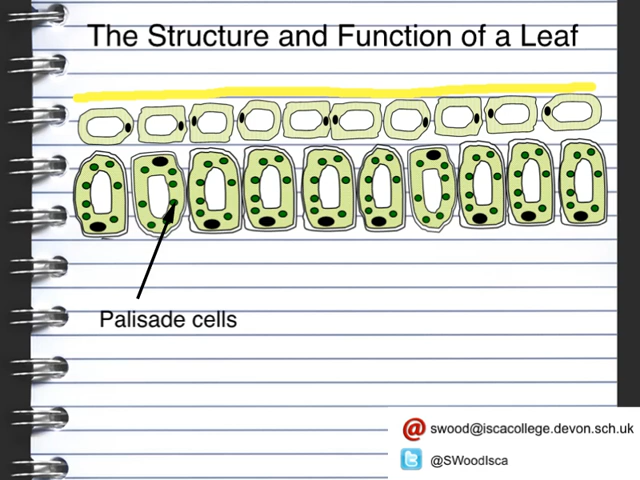 The Structure and Function of a Leaf
Palisade cells
swood@iscacollege.devon.sch.uk
@SWoodIsca